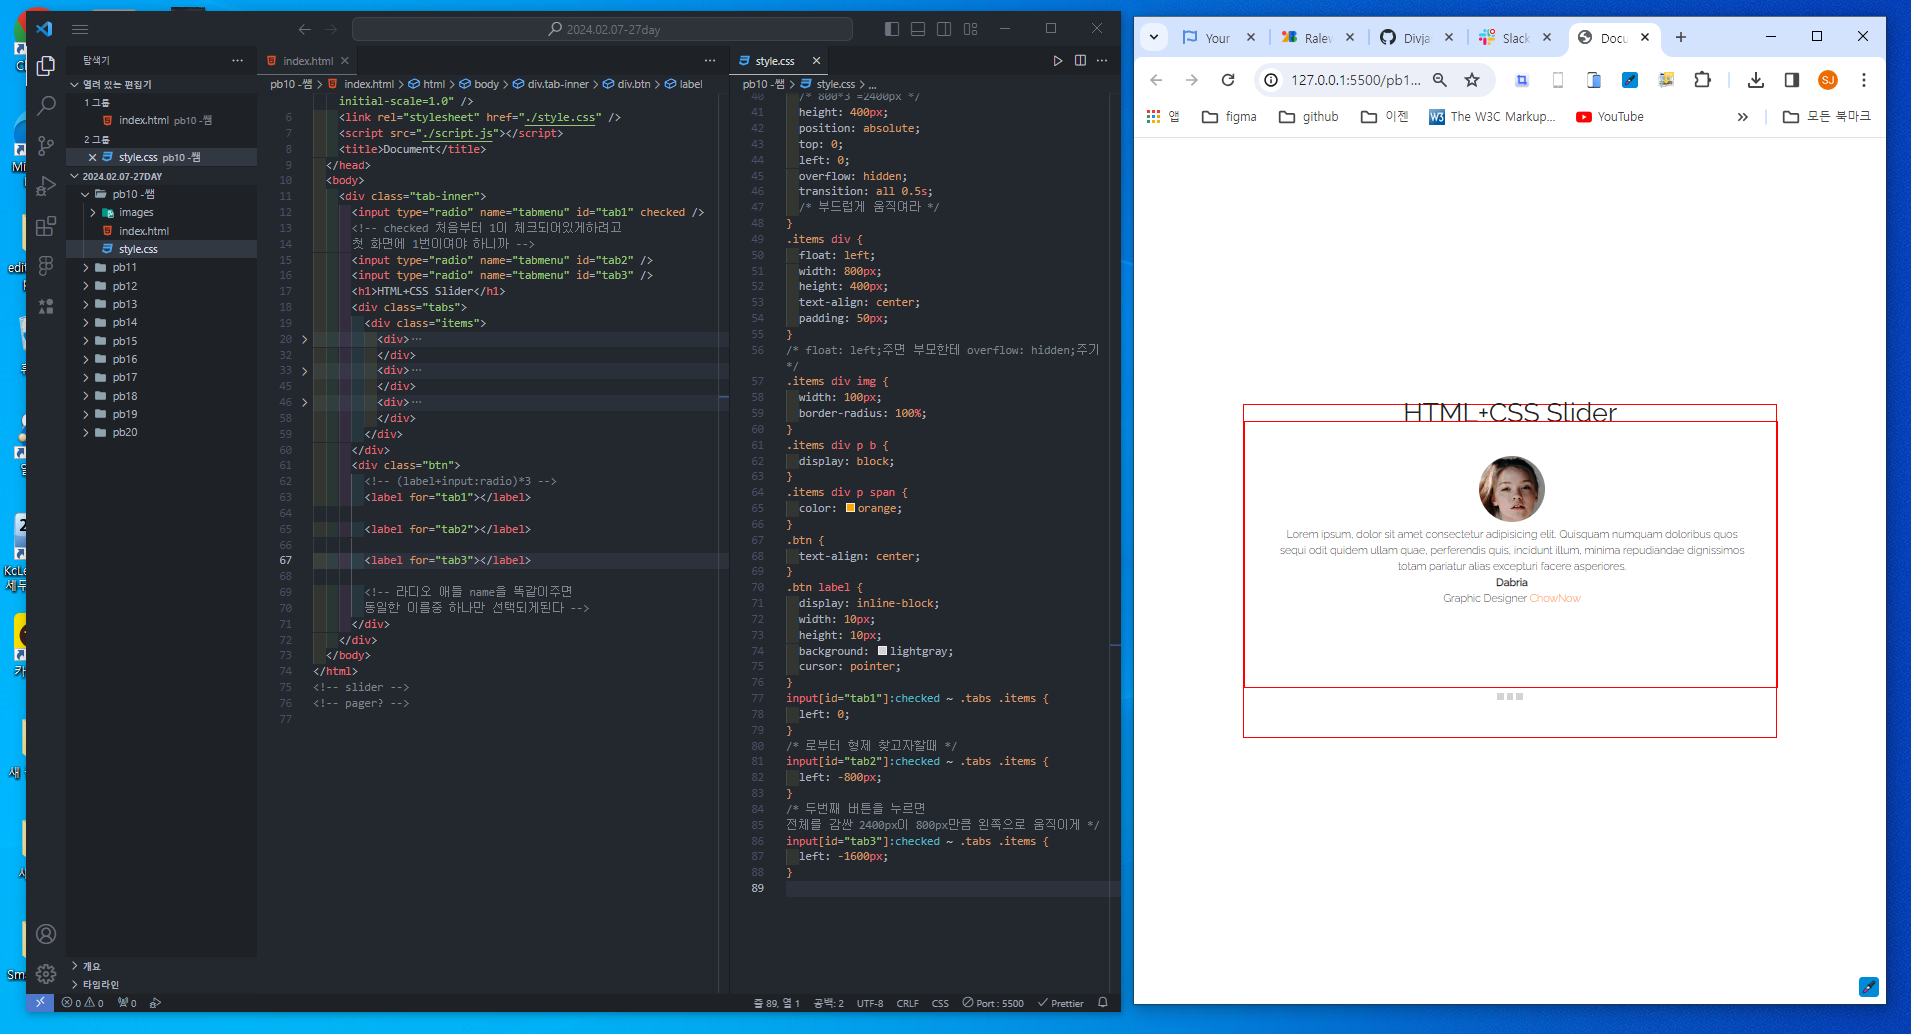 2024.02.07-27day
탐색기
열려 있는 편집기
1 그룹
index.html pb10 -쌤
2 그룹
style.css pb10 -쌤
2024.02.07-27DAY
pb10 -쌤
images
index.html
style.css
pb11
pb12
pb13
pb14
pb15
pb16
pb17
pb18
pb19
pb20
개요
타임라인
index.html
pb10 -쌤 > index.html > html > body > div.tab-inner > div.btn > label
initial-scale=1.0" />
6 <link rel="stylesheet" href="./style.css" />
7 <script src="./script.js"></script>
8 <title>Document</title>
9 </head>
10 <body>
11 <div class="tab-inner">
12 <input type="radio" name="tabmenu" id="tab1" checked />
13 <!-- checked 처음부터 1이 체크되어있게하려고
14 첫 화면에 1번이여야 하니까 -->
15 <input type="radio" name="tabmenu" id="tab2" />
16 <input type="radio" name="tabmenu" id="tab3" />
17 <h1>HTML+CSS Slider</h1>
18 <div class="tabs">
19 <div class="items">
20 <div>…
32 </div>
33 <div>…
45 </div>
46 <div>…
58 </div>
59 </div>
60 </div>
61 <div class="btn">
62 <!-- (label+input:radio)*3 -->
63 <label for="tab1"></label>
64
65 <label for="tab2"></label>
66
67 <label for="tab3"></label>
68
69 <!-- 라디오 애들 name을 똑같이주면
70 동일한 이름중 하나만 선택되게된다 -->
71 </div>
72 </div>
73 </body>
74 </html>
75 <!-- slider -->
76 <!-- pager? -->
77
style.css
pb10 -쌤 > style.css > ...
40 /* 800*3 =2400px */
41 height: 400px;
42 position: absolute;
43 top: 0;
44 left: 0;
45 overflow: hidden;
46 transition: all 0.5s;
47 /* 부드럽게 움직여라 */
48 }
49 .items div {
50 float: left;
51 width: 800px;
52 height: 400px;
53 text-align: center;
54 padding: 50px;
55 }
56 /* float: left;주면 부모한테 overflow: hidden;주기
*/
57 .items div img {
58 width: 100px;
59 border-radius: 100%;
60 }
61 .items div p b {
62 display: block;
63 }
64 .items div p span {
65 color: orange;
66 }
67 .btn {
68 text-align: center;
69 }
70 .btn label {
71 display: inline-block;
72 width: 10px;
73 height: 10px;
74 background: lightgray;
75 cursor: pointer;
76 }
77 input[id="tab1"]:checked ~ .tabs .items {
78 left: 0;
79 }
80 /* 로부터 형제 찾고자할때 */
81 input[id="tab2"]:checked ~ .tabs .items {
82 left: -800px;
83 }
84 /* 두번째 버튼을 누르면
85 전체를 감싼 2400px이 800px만큼 왼쪽으로 움직이게 */
86 input[id="tab3"]:checked ~ .tabs .items {
87 left: -1600px;
88 }
89
0 0 0
줄 89, 열 1 공백: 2 UTF-8 CRLF CSS Port : 5500 Prettier
Your
Ralew
Divja
Slack
Docu
127.0.0.1:5500/pb1...
SJ
앱 figma github 이젠 The W3C Markup... YouTube » 모든 북마크
HTML+CSS Slider
Lorem ipsum, dolor sit amet consectetur adipisicing elit. Quisquam numquam doloribus quos
sequi odit quidem ullam quae, perferendis quis, incidunt illum, minima repudiandae dignissimos
totam pariatur alias excepturi facere asperiores.
Dabria
Graphic Designer ChowNow